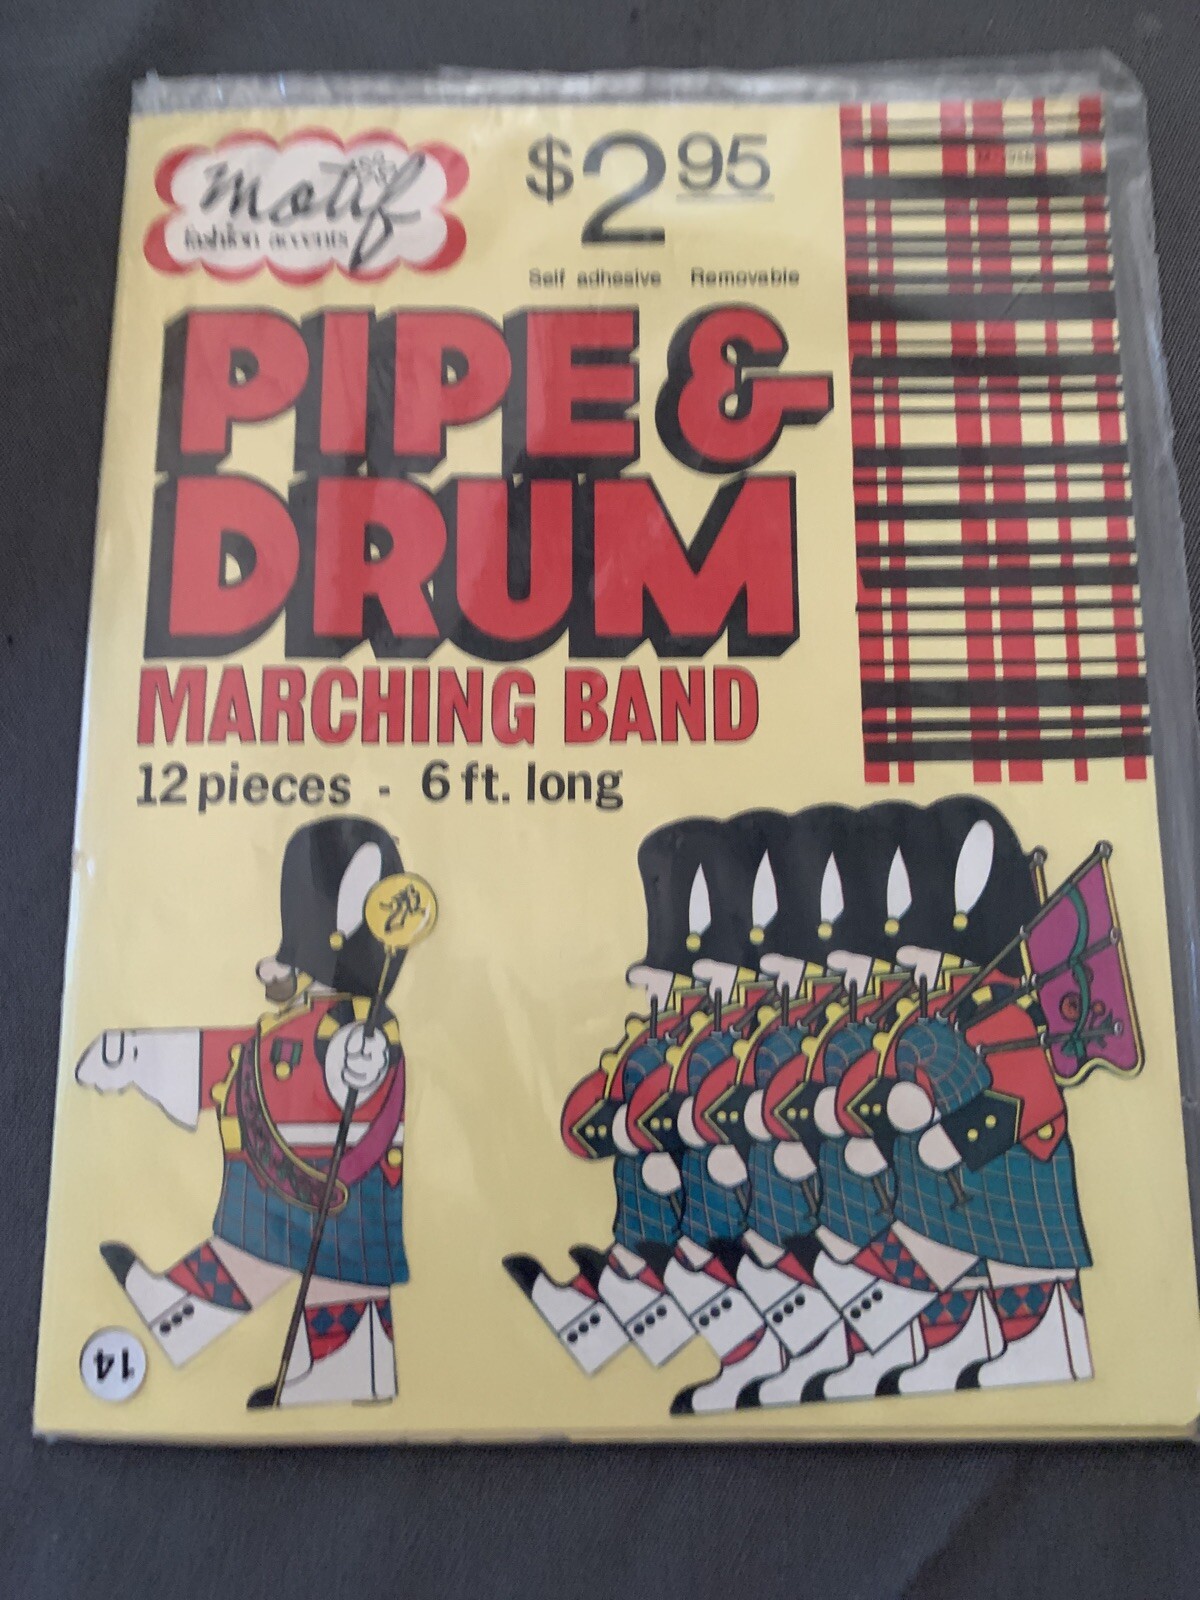 motif
fashion accents
$2 95
Self adhesive Removable
PIPE &
DRUM
MARCHING BAND
12 pieces - 6 ft. long
14